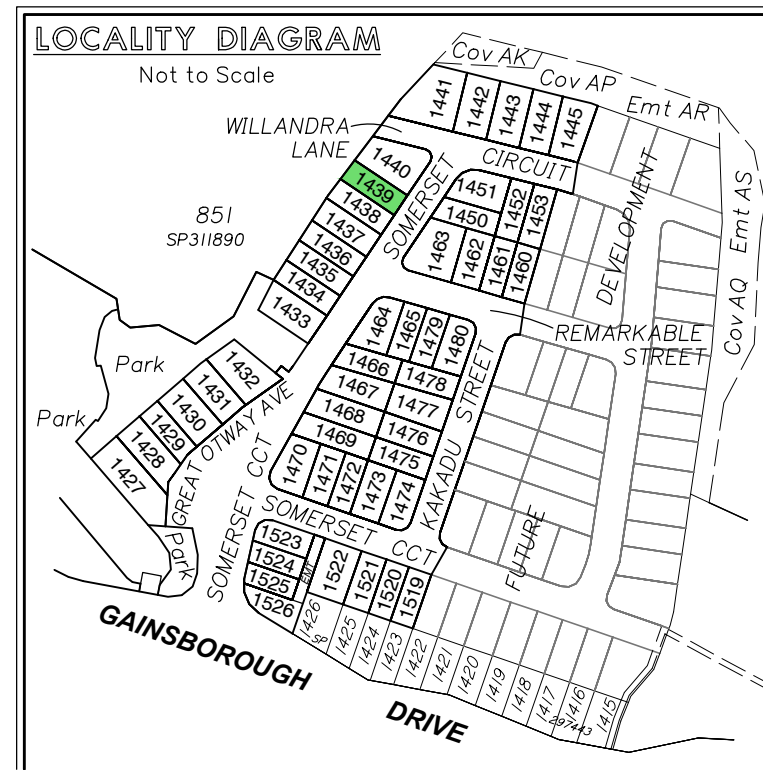 LOCALITY DIAGRAM
Not to Scale
Cov AK
Cov AP
Emt AR
Emt AS
Cov AQ
WILLANDRA
LANE
1441
1442
1443
1444
1445
1440
1439
1438
1437
1436
1435
1434
1433
SOMERSET
CIRCUIT
851
SP311890
1451
1452
1453
1450
1463
1462
1461
1460
DEVELOPMENT
REMARKABLE
STREET
1464
1465
1479
1480
1466
1478
1467
1477
1468
1476
1469
1475
1470
1471
1472
1473
1474
KAKADU STREET
Park
Park
1432
1431
1430
1429
1428
1427
GREAT OTWAY AVE
SOMERSET CCT
SOMERSET CCT
Park
FUTURE
1523
1524
1525
1526
EMT
1522
1521
1520
1519
1426
SP
1425
1424
1423
1422
1421
1420
1419
1418
1417
1416
297443
1415
GAINSBOROUGH
DRIVE